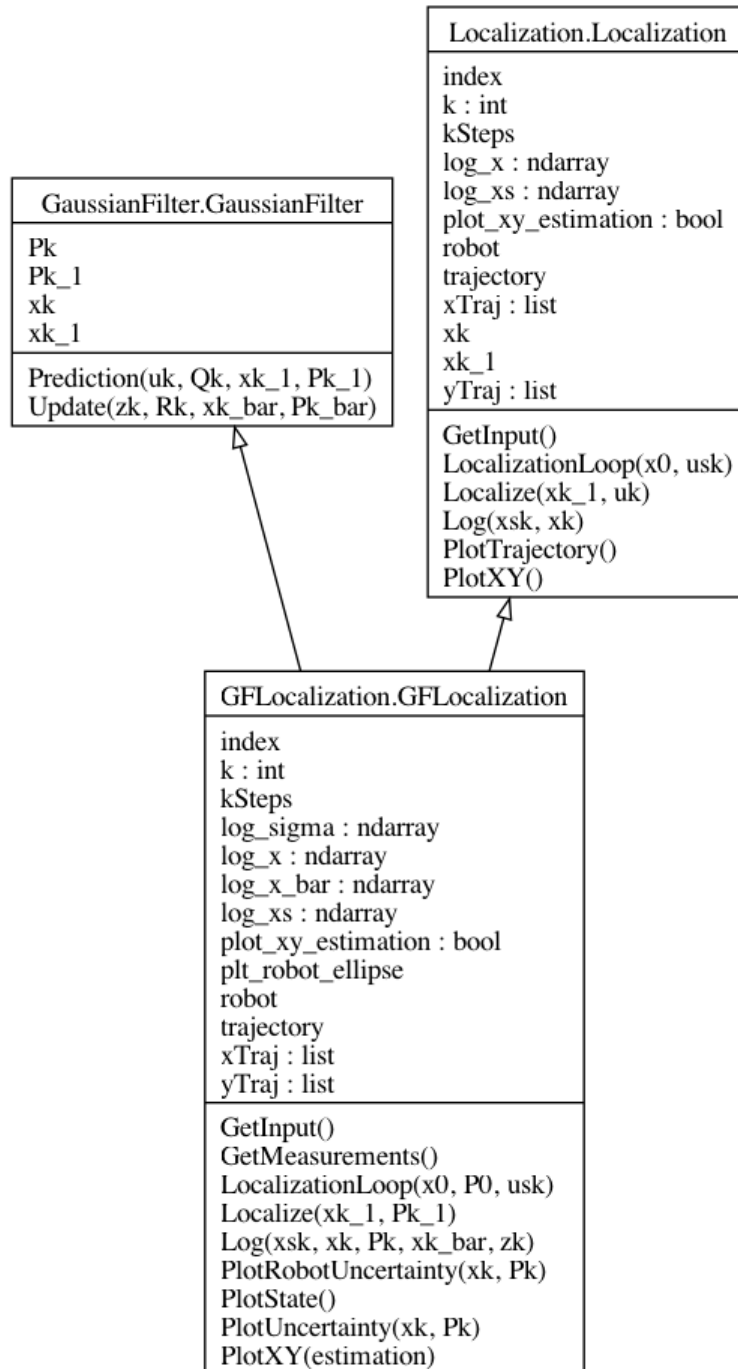 Localization.Localization
index
k : int
kSteps
log_x : ndarray
log_xs : ndarray
plot_xy_estimation : bool
robot
trajectory
xTraj : list
xk
xk_1
yTraj : list
GetInput()
LocalizationLoop(x0, usk)
Localize(xk_1, uk)
Log(xsk, xk)
PlotTrajectory()
PlotXY()
GaussianFilter.GaussianFilter
Pk
Pk_1
xk
xk_1
Prediction(uk, Qk, xk_1, Pk_1)
Update(zk, Rk, xk_bar, Pk_bar)
GFLocalization.GFLocalization
index
k : int
kSteps
log_sigma : ndarray
log_x : ndarray
log_x_bar : ndarray
log_xs : ndarray
plot_xy_estimation : bool
plt_robot_ellipse
robot
trajectory
xTraj : list
yTraj : list
GetInput()
GetMeasurements()
LocalizationLoop(x0, P0, usk)
Localize(xk_1, Pk_1)
Log(xsk, xk, Pk, xk_bar, zk)
PlotRobotUncertainty(xk, Pk)
PlotState()
PlotUncertainty(xk, Pk)
PlotXY(estimation)